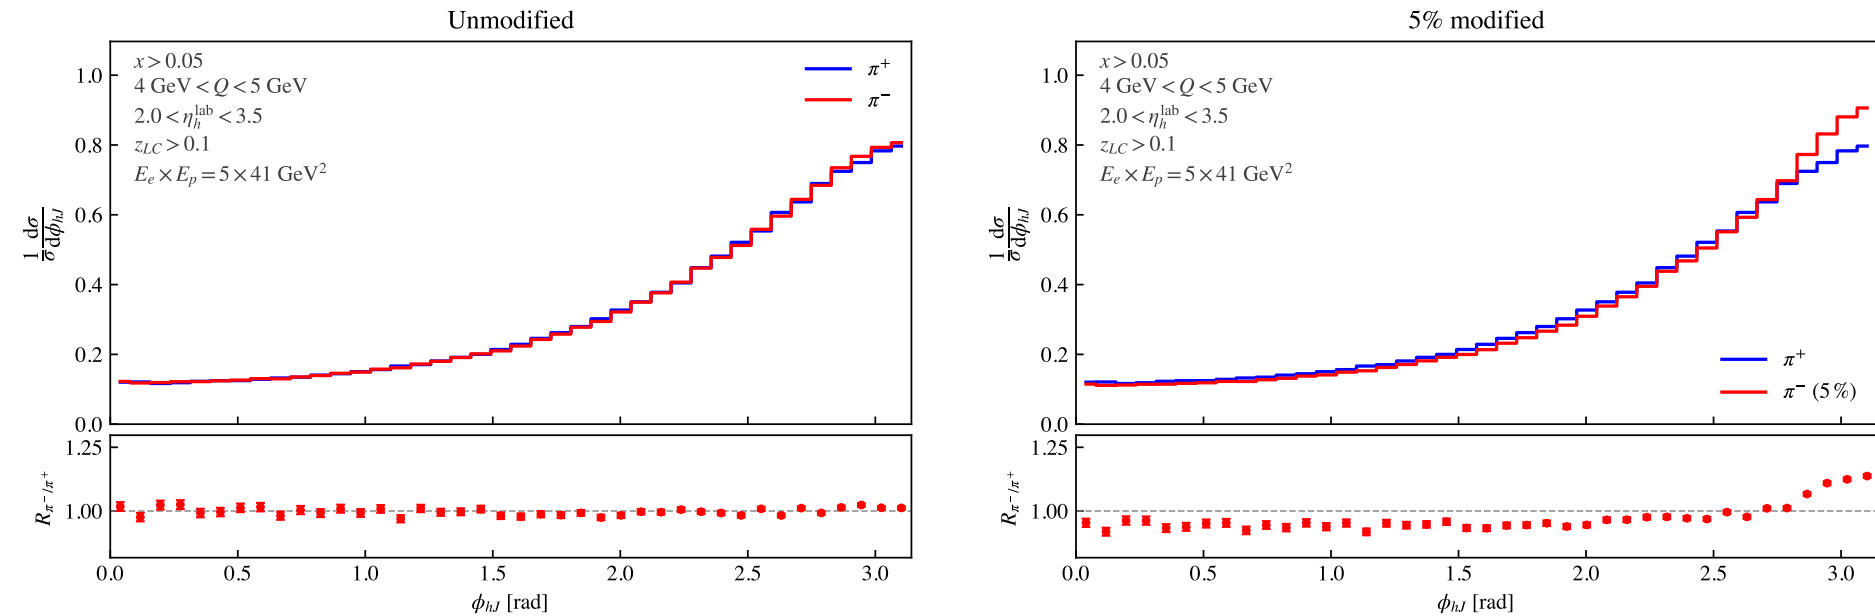 Unmodified
x > 0.05
4 GeV < Q < 5 GeV
2.0 < η_h^lab < 3.5
z_LC > 0.1
E_e × E_p = 5 × 41 GeV²
π⁺
π⁻
1.0
0.8
0.6
0.4
0.2
0.0
1/σ dσ/dϕ_hJ
1.25
1.00
R_π⁻/π⁺
0.0 0.5 1.0 1.5 2.0 2.5 3.0
ϕ_hJ [rad]
5% modified
x > 0.05
4 GeV < Q < 5 GeV
2.0 < η_h^lab < 3.5
z_LC > 0.1
E_e × E_p = 5 × 41 GeV²
π⁺
π⁻ (5%)
1.0
0.8
0.6
0.4
0.2
0.0
1/σ dσ/dϕ_hJ
1.25
1.00
R_π⁻/π⁺
0.0 0.5 1.0 1.5 2.0 2.5 3.0
ϕ_hJ [rad]